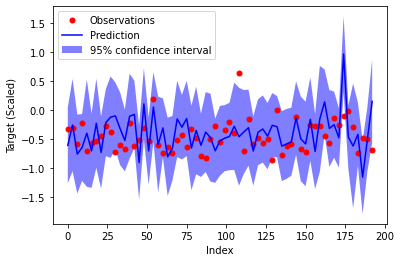 Observations
Prediction
95% confidence interval
1.5
1.0
0.5
0.0
−0.5
−1.0
−1.5
Target (Scaled)
0 25 50 75 100 125 150 175 200
Index